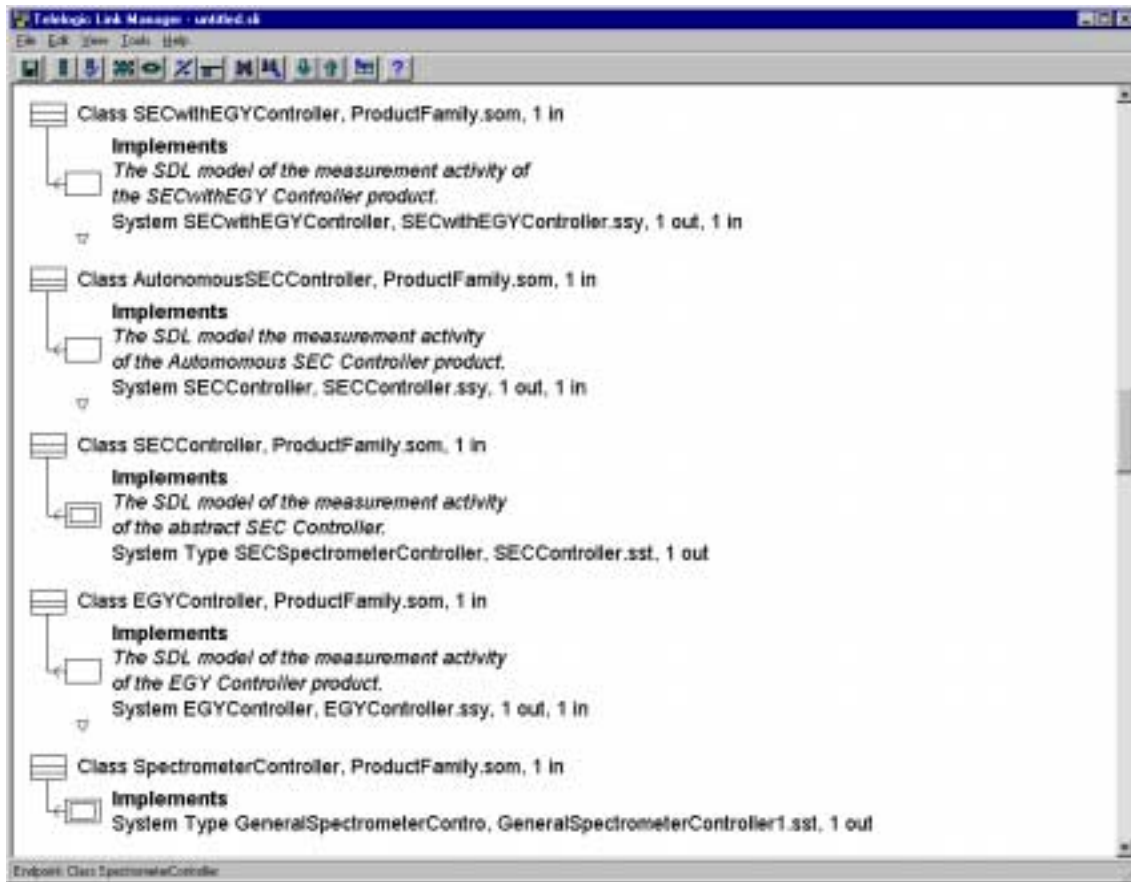 Telelogic Link Manager - untitled.sli
File Edit View Tools Help
?
Class SECwithEGYController, ProductFamily.som, 1 in
Implements
The SDL model of the measurement activity of
the SECwithEGY Controller product.
System SECwithEGYController, SECwithEGYController.ssy, 1 out, 1 in
Class AutonomousSECController, ProductFamily.som, 1 in
Implements
The SDL model the measurement activity
of the Automomous SEC Controller product.
System SECController, SECController.ssy, 1 out, 1 in
Class SECController, ProductFamily.som, 1 in
Implements
The SDL model of the measurement activity
of the abstract SEC Controller.
System Type SECSpectrometerController, SECController.sst, 1 out
Class EGYController, ProductFamily.som, 1 in
Implements
The SDL model of the measurement activity
of the EGY Controller product.
System EGYController, EGYController.ssy, 1 out, 1 in
Class SpectrometerController, ProductFamily.som, 1 in
Implements
System Type GeneralSpectrometerContro, GeneralSpectrometerController1.sst, 1 out
Endpoint: Class SpectrometerController